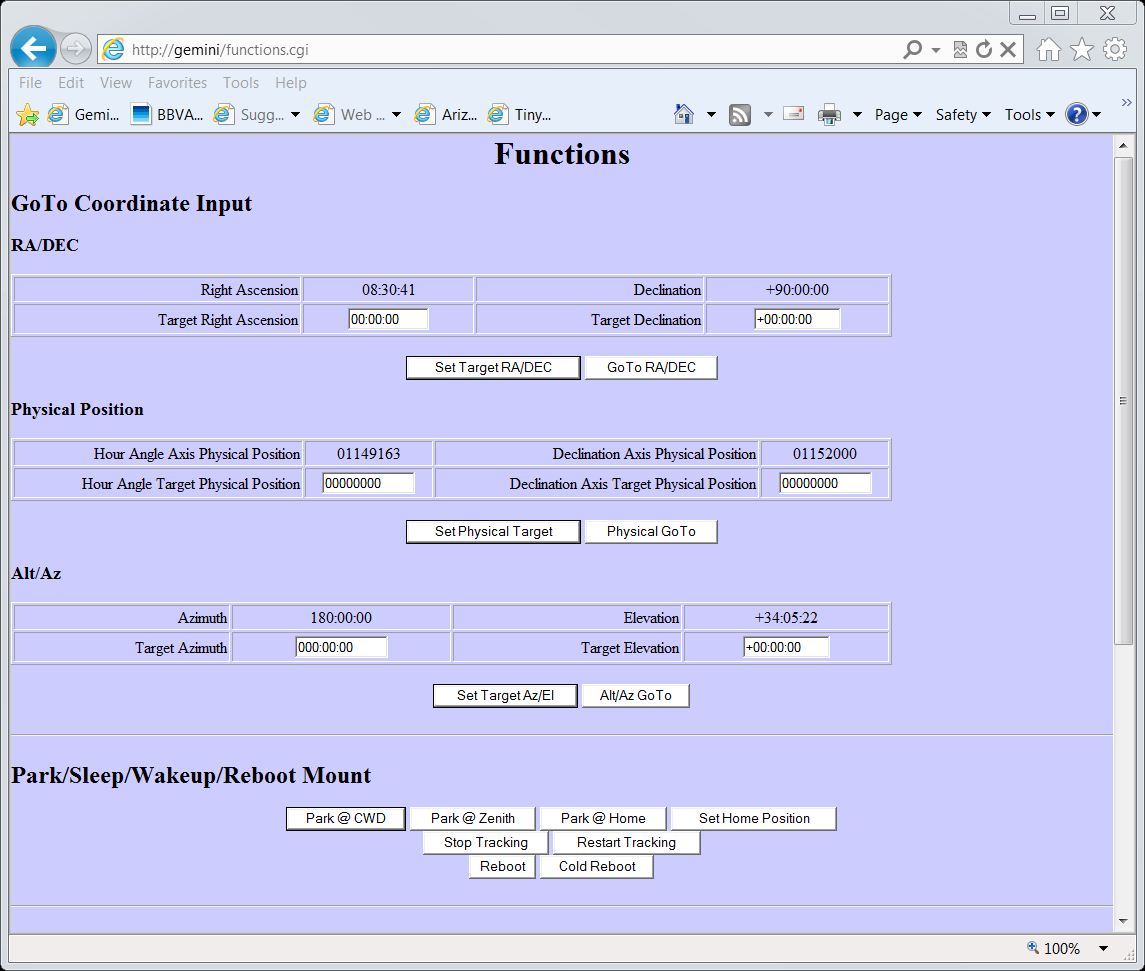 http://gemini/functions.cgi
File Edit View Favorites Tools Help
Gemi... BBVA... Sugg... Web ... Ariz... Tiny... Page Safety Tools
Functions
GoTo Coordinate Input
RA/DEC
Right Ascension 08:30:41 Declination +90:00:00
Target Right Ascension 00:00:00 Target Declination +00:00:00
Set Target RA/DEC GoTo RA/DEC
Physical Position
Hour Angle Axis Physical Position 01149163 Declination Axis Physical Position 01152000
Hour Angle Target Physical Position 00000000 Declination Axis Target Physical Position 00000000
Set Physical Target Physical GoTo
Alt/Az
Azimuth 180:00:00 Elevation +34:05:22
Target Azimuth 000:00:00 Target Elevation +00:00:00
Set Target Az/El Alt/Az GoTo
Park/Sleep/Wakeup/Reboot Mount
Park @ CWD Park @ Zenith Park @ Home Set Home Position
Stop Tracking Restart Tracking
Reboot Cold Reboot
100%